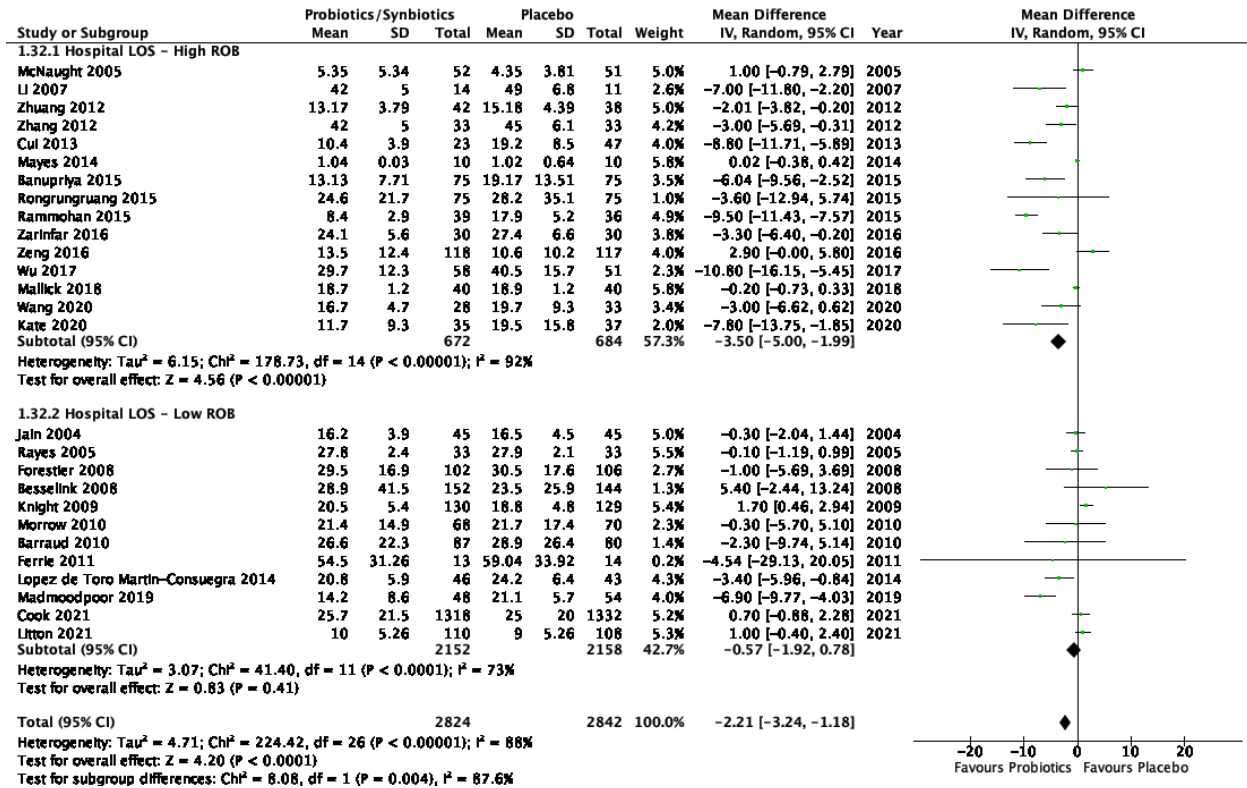 Probiotics/Synbiotics Placebo Mean Difference Mean Difference
Study or Subgroup Mean SD Total Mean SD Total Weight IV, Random, 95% CI Year IV, Random, 95% CI
1.32.1 Hospital LOS – High ROB
McNaught 2005 5.35 5.34 52 4.35 3.81 51 5.0% 1.00 [–0.79, 2.79] 2005
Li 2007 42 5 14 49 6.8 11 2.6% –7.00 [–11.80, –2.20] 2007
Zhuang 2012 13.17 3.79 42 15.18 4.39 38 5.0% –2.01 [–3.82, –0.20] 2012
Zhang 2012 42 5 33 45 6.1 33 4.2% –3.00 [–5.69, –0.31] 2012
Cui 2013 10.4 3.9 23 19.2 8.5 47 4.0% –8.80 [–11.71, –5.89] 2013
Mayes 2014 1.04 0.03 10 1.02 0.64 10 5.8% 0.02 [–0.38, 0.42] 2014
Banupriya 2015 13.13 7.71 75 19.17 13.51 75 3.5% –6.04 [–9.56, –2.52] 2015
Rongrungruang 2015 24.6 21.7 75 28.2 35.1 75 1.0% –3.60 [–12.94, 5.74] 2015
Rammohan 2015 8.4 2.9 39 17.9 5.2 36 4.9% –9.50 [–11.43, –7.57] 2015
Zarinfar 2016 24.1 5.6 30 27.4 6.6 30 3.8% –3.30 [–6.40, –0.20] 2016
Zeng 2016 13.5 12.4 118 10.6 10.2 117 4.0% 2.90 [–0.00, 5.80] 2016
Wu 2017 29.7 12.3 58 40.5 15.7 51 2.3% –10.80 [–16.15, –5.45] 2017
Mallick 2018 18.7 1.2 40 18.9 1.2 40 5.8% –0.20 [–0.73, 0.33] 2018
Wang 2020 16.7 4.7 28 19.7 9.3 33 3.4% –3.00 [–6.62, 0.62] 2020
Kate 2020 11.7 9.3 35 19.5 15.8 37 2.0% –7.80 [–13.75, –1.85] 2020
Subtotal (95% CI) 672 684 57.3% –3.50 [–5.00, –1.99]
Heterogeneity: Tau² = 6.15; Chi² = 178.73, df = 14 (P < 0.00001); I² = 92%
Test for overall effect: Z = 4.56 (P < 0.00001)
1.32.2 Hospital LOS – Low ROB
Jain 2004 16.2 3.9 45 16.5 4.5 45 5.0% –0.30 [–2.04, 1.44] 2004
Rayes 2005 27.8 2.4 33 27.9 2.1 33 5.5% –0.10 [–1.19, 0.99] 2005
Forestier 2008 29.5 16.9 102 30.5 17.6 106 2.7% –1.00 [–5.69, 3.69] 2008
Besselink 2008 28.9 41.5 152 23.5 25.9 144 1.3% 5.40 [–2.44, 13.24] 2008
Knight 2009 20.5 5.4 130 18.8 4.8 129 5.4% 1.70 [0.46, 2.94] 2009
Morrow 2010 21.4 14.9 68 21.7 17.4 70 2.3% –0.30 [–5.70, 5.10] 2010
Barraud 2010 26.6 22.3 87 28.9 26.4 80 1.4% –2.30 [–9.74, 5.14] 2010
Ferrie 2011 54.5 31.26 13 59.04 33.92 14 0.2% –4.54 [–29.13, 20.05] 2011
Lopez de Toro Martin–Consuegra 2014 20.8 5.9 46 24.2 6.4 43 4.3% –3.40 [–5.96, –0.84] 2014
Madmoodpoor 2019 14.2 8.6 48 21.1 5.7 54 4.0% –6.90 [–9.77, –4.03] 2019
Cook 2021 25.7 21.5 1318 25 20 1332 5.2% 0.70 [–0.88, 2.28] 2021
Litton 2021 10 5.26 110 9 5.26 108 5.3% 1.00 [–0.40, 2.40] 2021
Subtotal (95% CI) 2152 2158 42.7% –0.57 [–1.92, 0.78]
Heterogeneity: Tau² = 3.07; Chi² = 41.40, df = 11 (P < 0.0001); I² = 73%
Test for overall effect: Z = 0.83 (P = 0.41)
Total (95% CI) 2824 2842 100.0% –2.21 [–3.24, –1.18]
Heterogeneity: Tau² = 4.71; Chi² = 224.42, df = 26 (P < 0.00001); I² = 88%
Test for overall effect: Z = 4.20 (P < 0.0001)
Test for subgroup differences: Chi² = 8.08, df = 1 (P = 0.004), I² = 87.6%
–20 –10 0 10 20
Favours Probiotics Favours Placebo